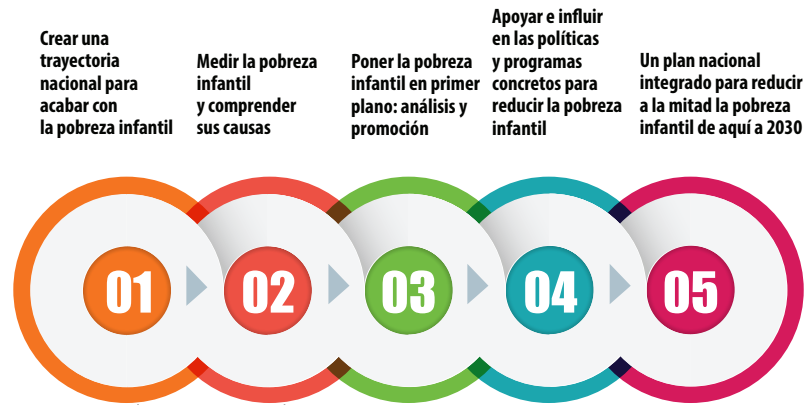 Crear una
trayectoria
nacional para
acabar con
la pobreza infantil
Medir la pobreza
infantil
y comprender
sus causas
Poner la pobreza
infantil en primer
plano: análisis y
promoción
Apoyar e influir
en las políticas
y programas
concretos para
reducir la pobreza
infantil
Un plan nacional
integrado para reducir
a la mitad la pobreza
infantil de aquí a 2030
01
02
03
04
05